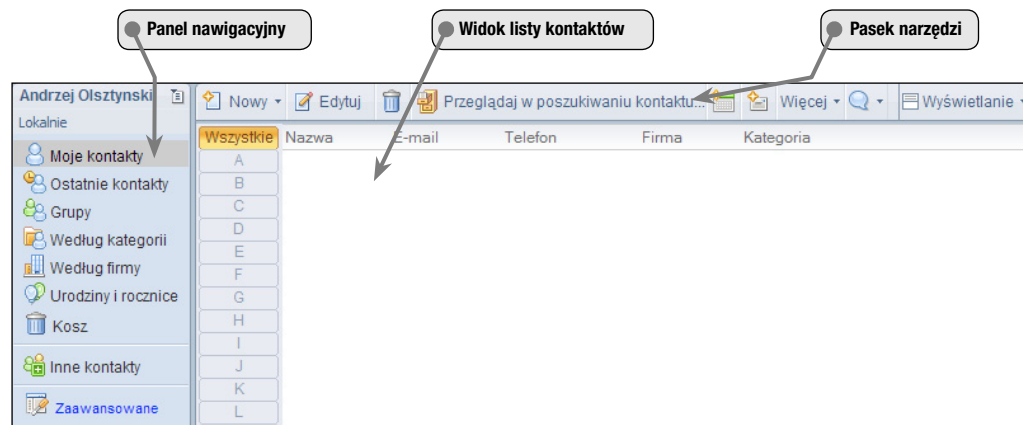 Panel nawigacyjny
Widok listy kontaktów
Pasek narzędzi
Andrzej Olsztynski
Lokalnie
Nowy Edytuj Przeglądaj w poszukiwaniu kontaktu... Więcej Wyświetlanie
Wszystkie Nazwa E-mail Telefon Firma Kategoria
Moje kontakty
Ostatnie kontakty
Grupy
Według kategorii
Według firmy
Urodziny i rocznice
Kosz
Inne kontakty
Zaawansowane
A
B
C
D
E
F
G
H
I
J
K
L